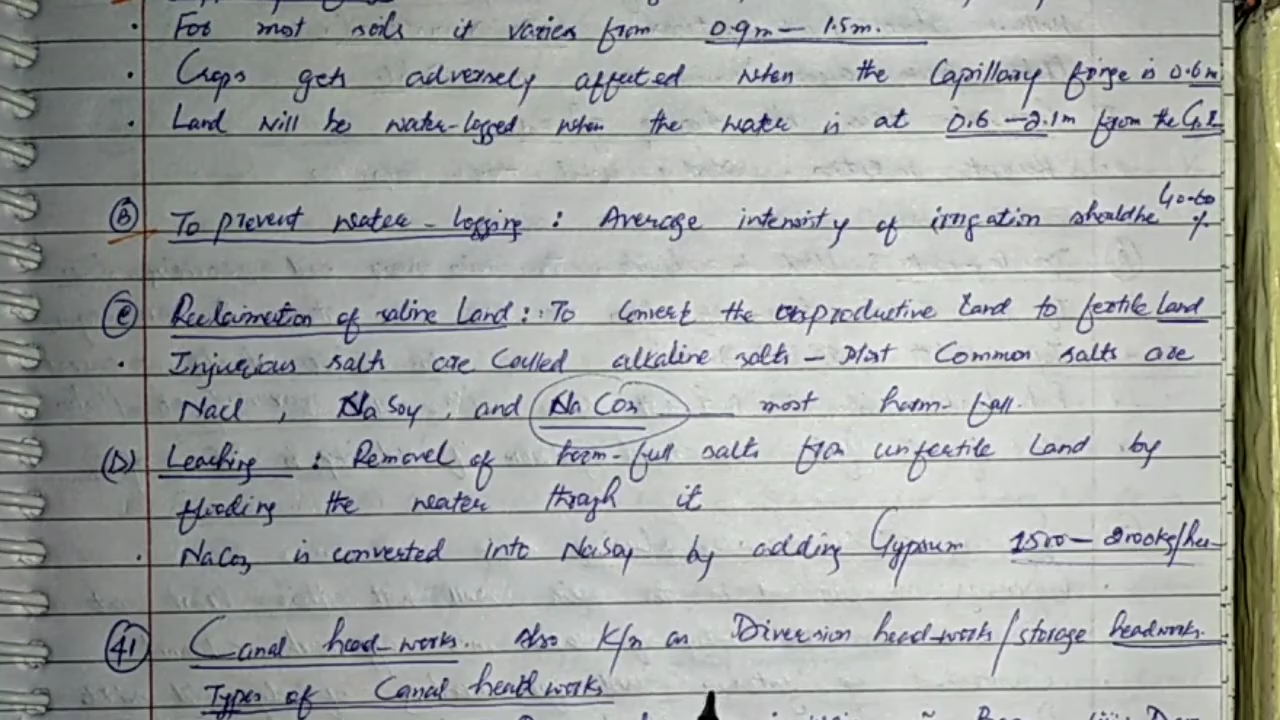 • For most soils it varies from 0.9m – 1.5m.
• Crops gets adversely affected when the Capillary fringe is 0.6m
• Land will be water-logged when the water is at 0.6 – 2.1m from the G.L
(B) To prevent water-logging : Average intensity of irrigation should be 40-60 %.
(C) Reclaimation of saline Land : To Convert the unproductive Land to fertile Land
• Injurious salts are Called alkaline salts – Most Common salts are
Nacl, NaSo4, and NaCo3 most harm-full.
(D) Leaching : Removal of harm-full salts from unfertile Land by
flooding the water through it
• NaCo3 is converted into NaSo4 by adding Gypsum 1500 – 2000kg/hec
(41) Canal head works. Also K/n as Diversion head-work/storage headworks.
Types of Canal head works